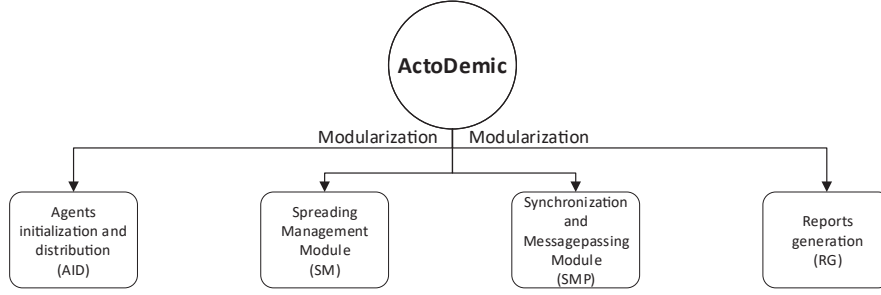 ActoDemic
Modularization Modularization
Agents
initialization and
distribution
(AID)
Spreading
Management
Module
(SM)
Synchronization
and
Messagepassing
Module
(SMP)
Reports
generation
(RG)